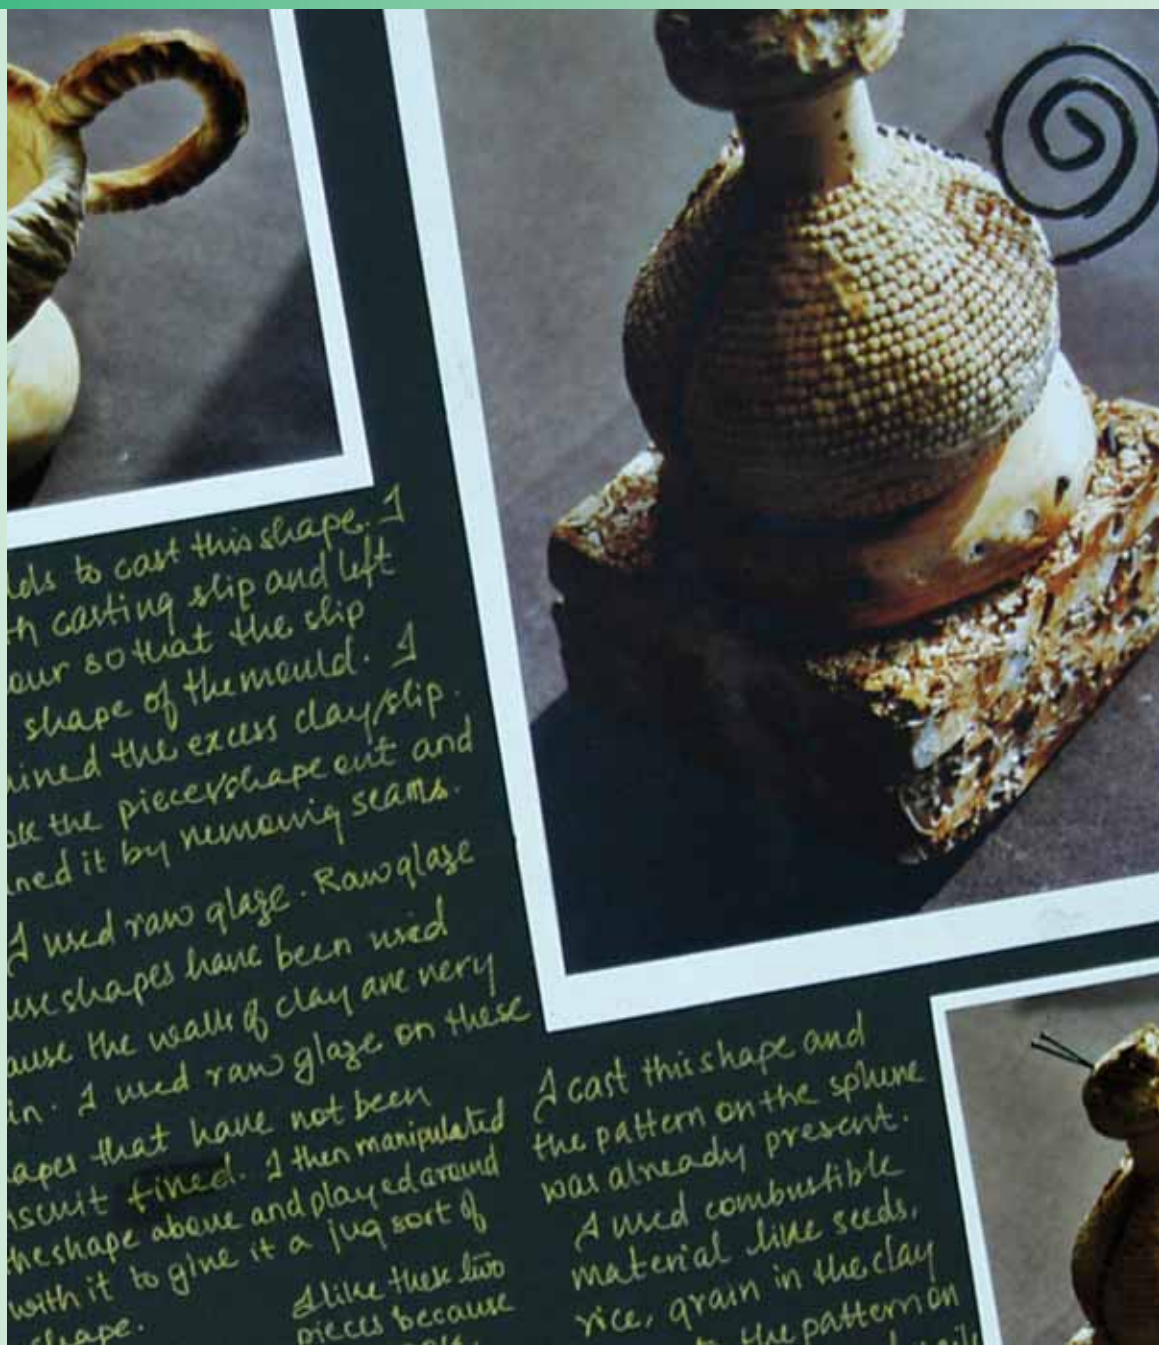 lds to cast this shape. I
th casting slip and left
our so that the slip
shape of the mould. I
ained the excess clay/slip.
the piece/shape out and
ned it by removing seams.
I used raw glaze. Raw glaze
shapes have been used
ause the walls of clay are very
in. I used raw glaze on these
apes that have not been
iscuit fired. I then manipulated
the shape above and played around
with it to give it a jug sort of
shape.
I like these two
pieces because
I cast this shape and
the pattern on the sphere
was already present.
I used combustible
material like seeds,
rice, grain in the clay
the pattern on